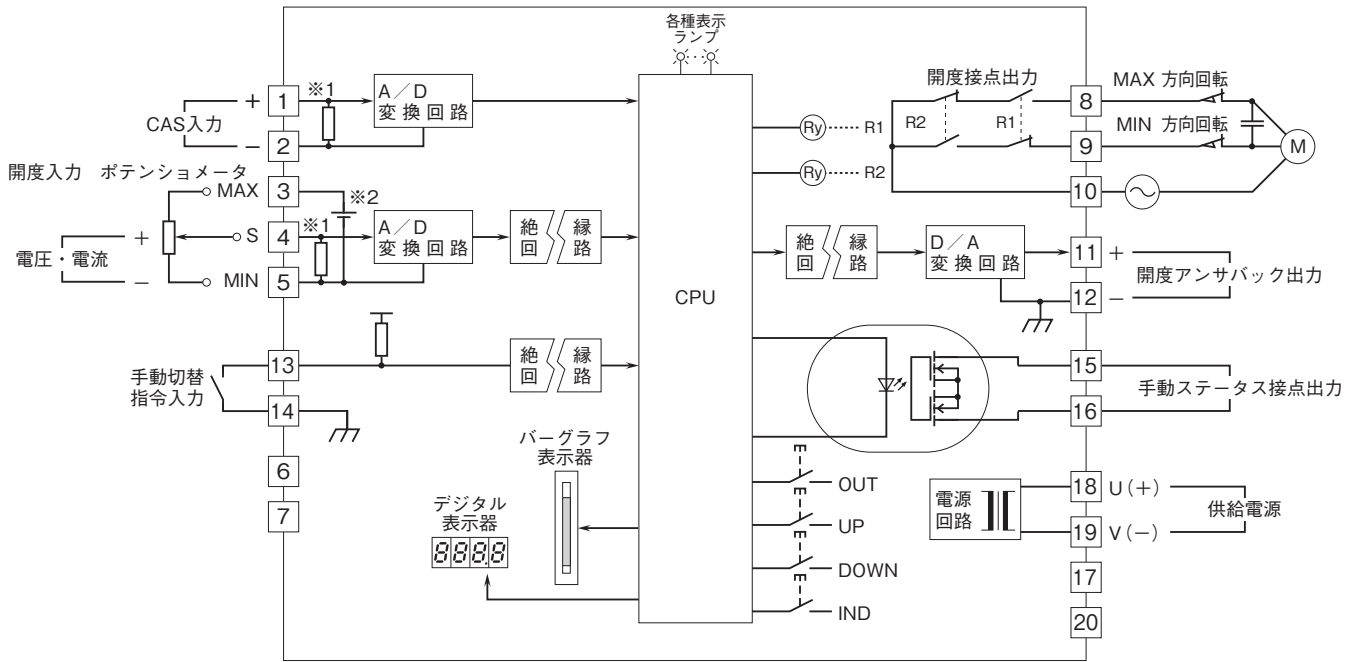 各種表示
ランプ
開度接点出力
MAX 方向回転
MIN 方向回転
R2
R1
8
9
10
M
CAS入力
+
−
1
2
※1
A／D
変換回路
Ry R1
Ry R2
開度入力 ポテンショメータ
MAX
S
MIN
電圧・電流
+
−
3
4
5
※2
※1
A／D
変換回路
絶縁
回路
CPU
絶縁
回路
D／A
変換回路
11
+
12
−
開度アンサバック出力
手動切替
指令入力
13
14
絶縁
回路
15
16
手動ステータス接点出力
6
7
バーグラフ
表示器
デジタル
表示器
888.8
OUT
UP
DOWN
IND
電源
回路
18
U（+）
19
V（−）
供給電源
17
20